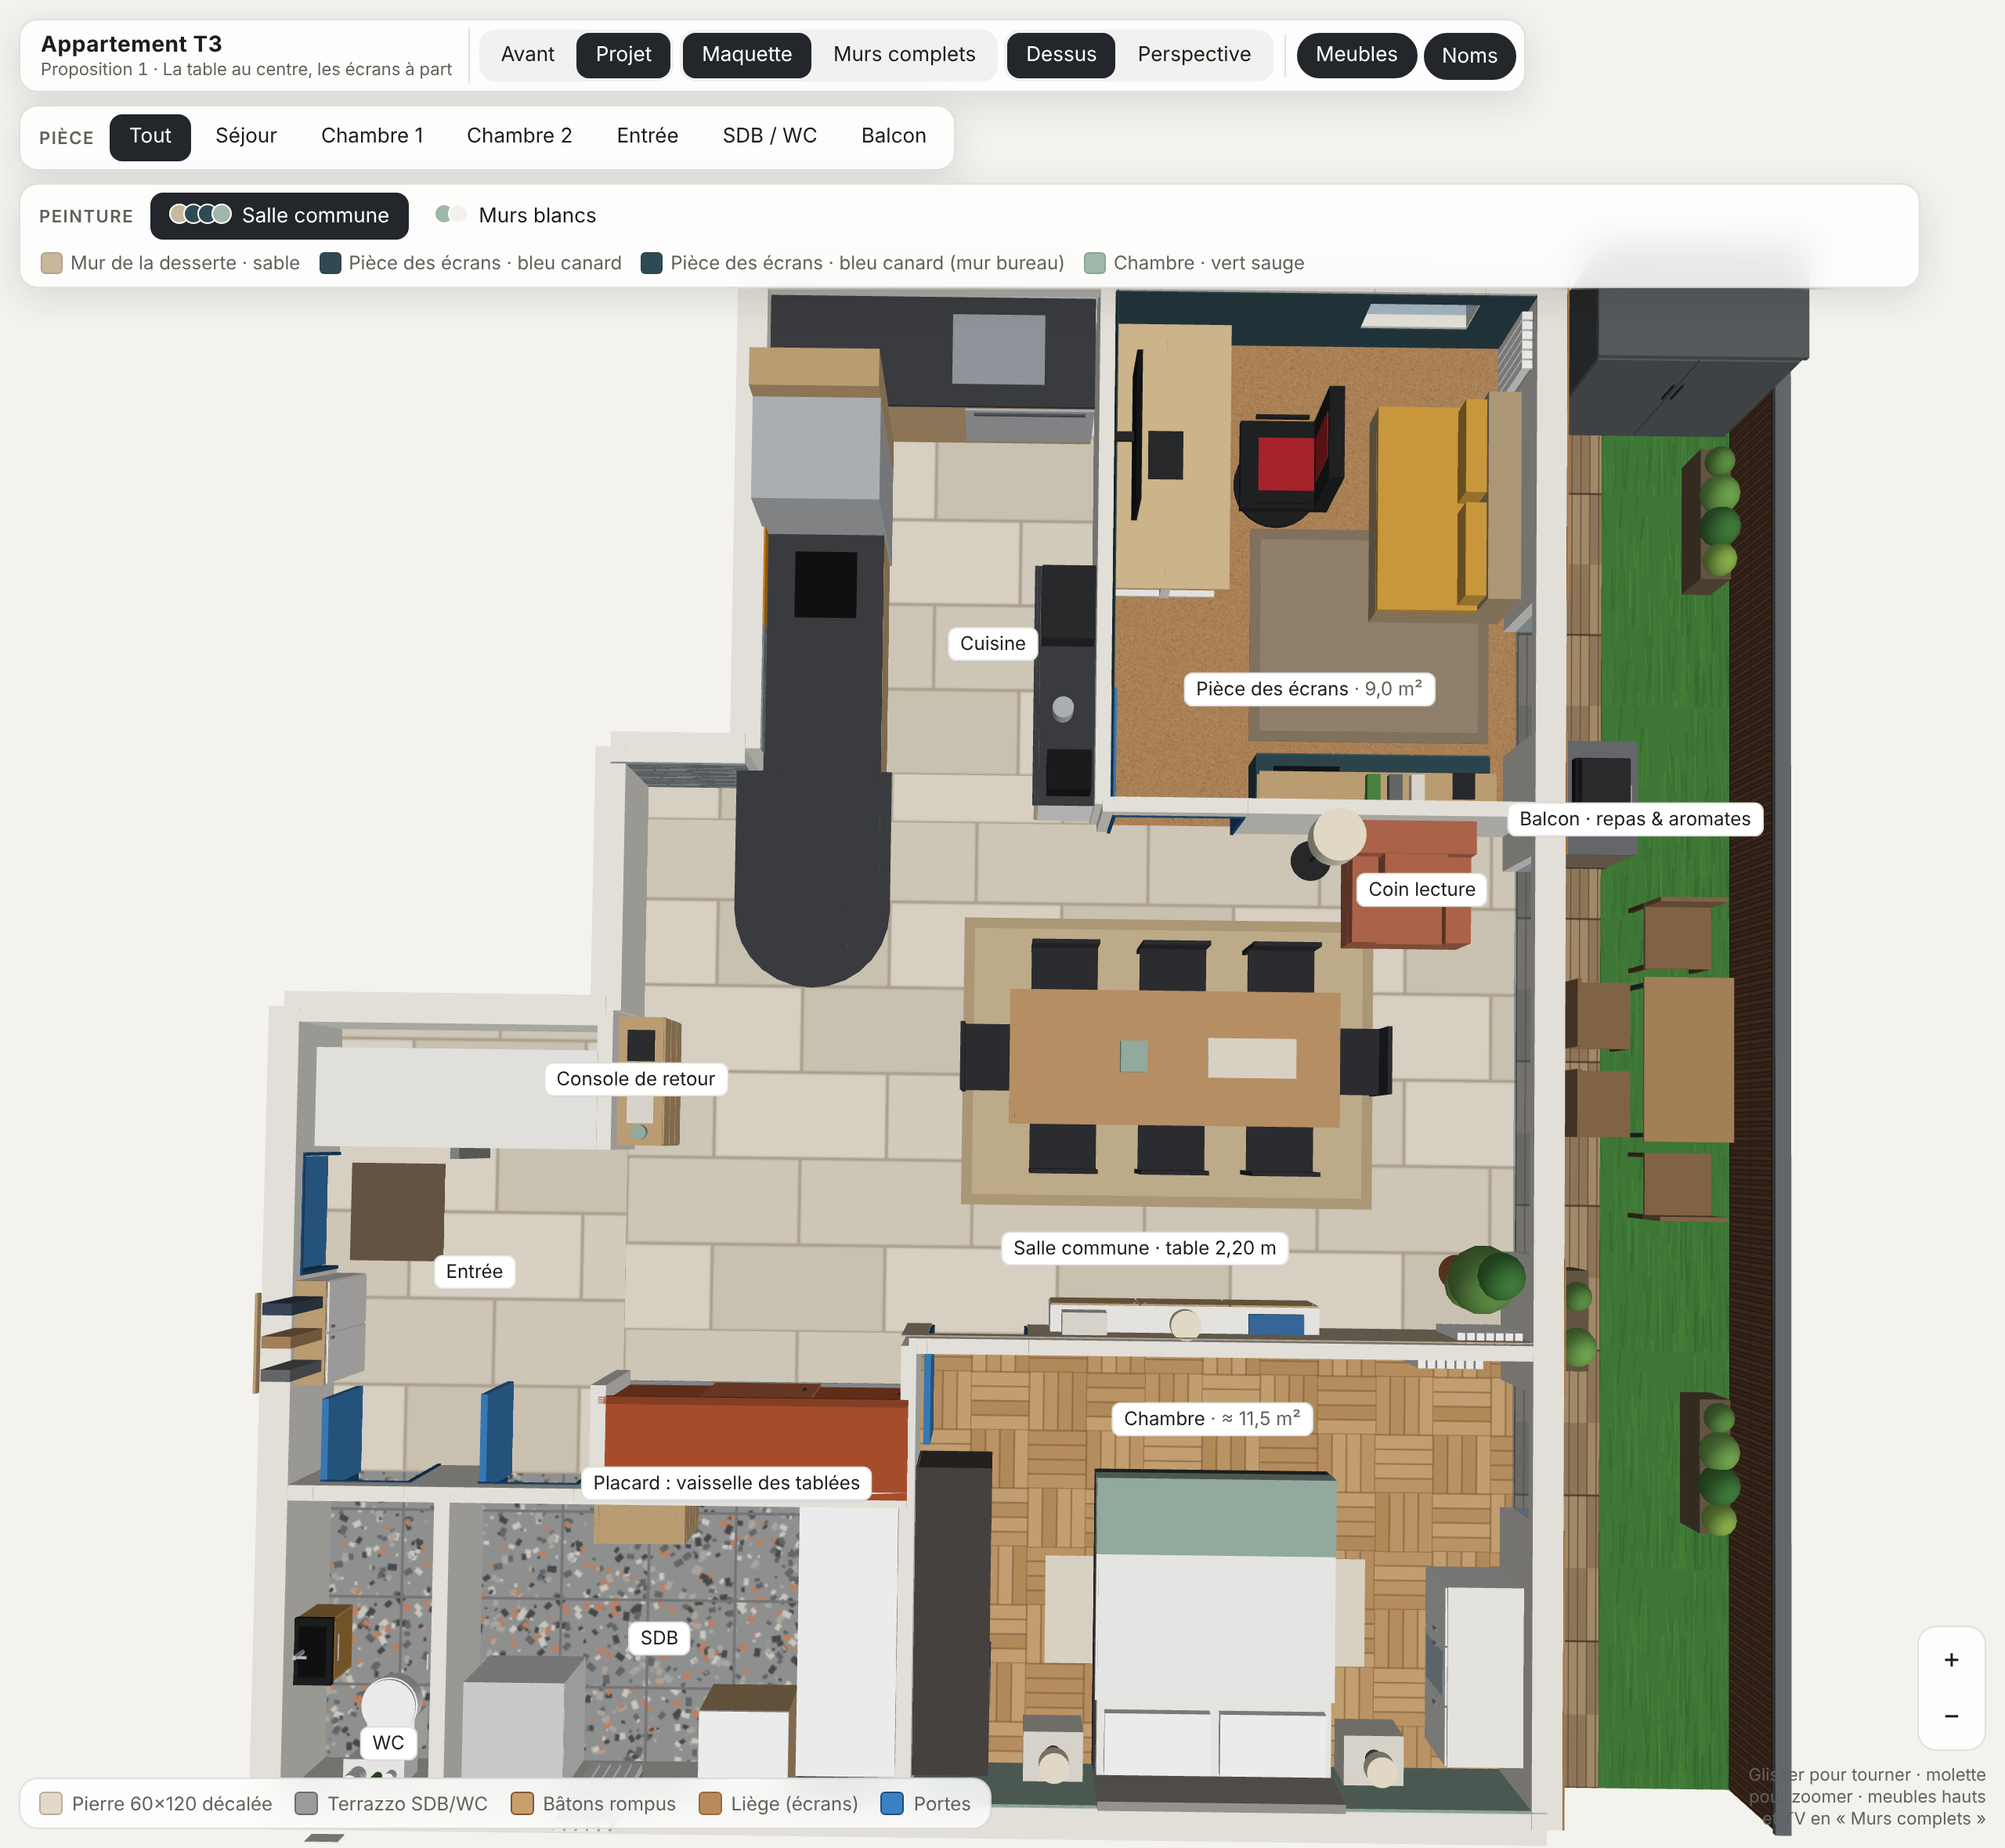 Appartement T3
Proposition 1 · La table au centre, les écrans à part
Avant Projet Maquette Murs complets Dessus Perspective Meubles Noms
PIÈCE Tout Séjour Chambre 1 Chambre 2 Entrée SDB / WC Balcon
PEINTURE Salle commune Murs blancs
Mur de la desserte · sable Pièce des écrans · bleu canard Pièce des écrans · bleu canard (mur bureau) Chambre · vert sauge
Cuisine
Pièce des écrans · 9,0 m²
Balcon · repas & aromates
Coin lecture
Console de retour
Salle commune · table 2,20 m
Entrée
Chambre · ≈ 11,5 m²
Placard : vaisselle des tablées
SDB
WC
+
−
Glisser pour tourner · molette
pour zoomer · meubles hauts
et TV en « Murs complets »
Pierre 60×120 décalée Terrazzo SDB/WC Bâtons rompus Liège (écrans) Portes